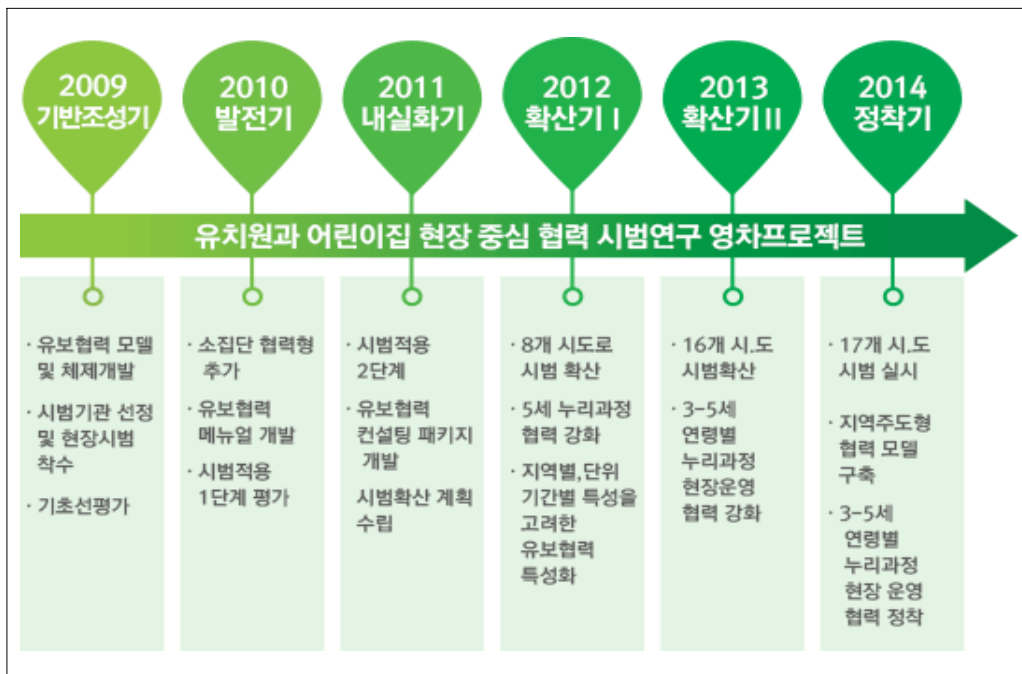 2009
기반조성기
2010
발전기
2011
내실화기
2012
확산기 I
2013
확산기 II
2014
정착기
유치원과 어린이집 현장 중심 협력 시범연구 영차프로젝트
· 유보협력 모델
및 체제개발
· 시범기관 선정
및 현장시범
착수
· 기초선평가
· 소집단 협력형
추가
· 유보협력
메뉴얼 개발
· 시범적용
1단계 평가
· 시범적용
2단계
· 유보협력
컨설팅 패키지
개발
시범확산 계획
수립
· 8개 시도로
시범 확산
· 5세 누리과정
협력 강화
· 지역별,단위
기간별 특성을
고려한
유보협력
특성화
· 16개 시.도
시범확산
· 3-5세
연령별
누리과정
현장운영
협력 강화
· 17개 시.도
시범 실시
· 지역주도형
협력 모델
구축
· 3-5세
연령별
누리과정
현장 운영
협력 정착